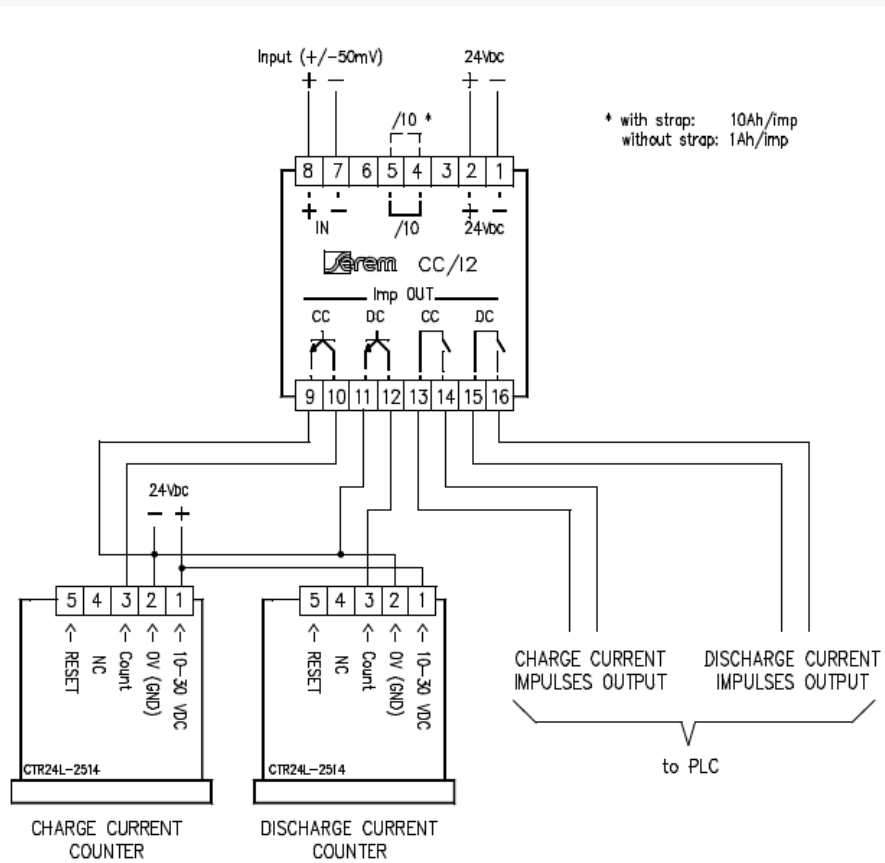 Input (+/-50mV)
+ -
24VDC
+ -
/10 *
* with strap: 10Ah/imp
without strap: 1Ah/imp
8 7 6 5 4 3 2 1
+ - + -
IN /10 24VDC
Serem CC/I2
Imp OUT
CC DC CC DC
9 10 11 12 13 14 15 16
24VDC
- +
5 4 3 2 1
<- RESET
NC
<- Count
<- 0V (GND)
<- 10-30 VDC
CTR24L-2514
CHARGE CURRENT
COUNTER
5 4 3 2 1
<- RESET
NC
<- Count
<- 0V (GND)
<- 10-30 VDC
CTR24L-2514
DISCHARGE CURRENT
COUNTER
CHARGE CURRENT
IMPULSES OUTPUT
DISCHARGE CURRENT
IMPULSES OUTPUT
to PLC